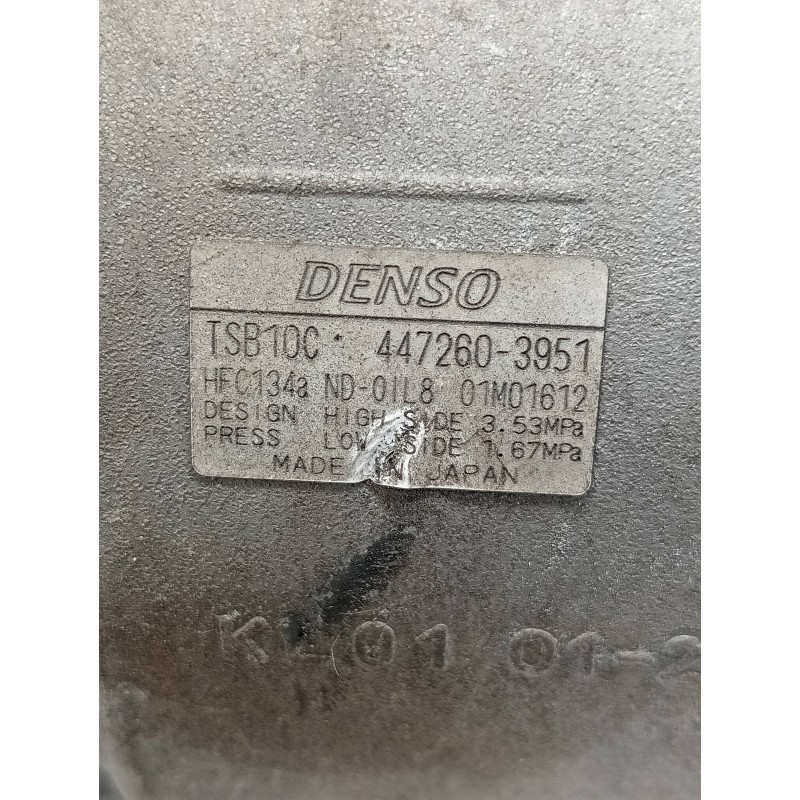 DENSO
TSB10C 447260-3951
HFC134a ND-OIL8 01M01612
DESIGN HIGH SIDE 3.53MPa
PRESS LOW SIDE 1.67MPa
MADE IN JAPAN
01 01-2